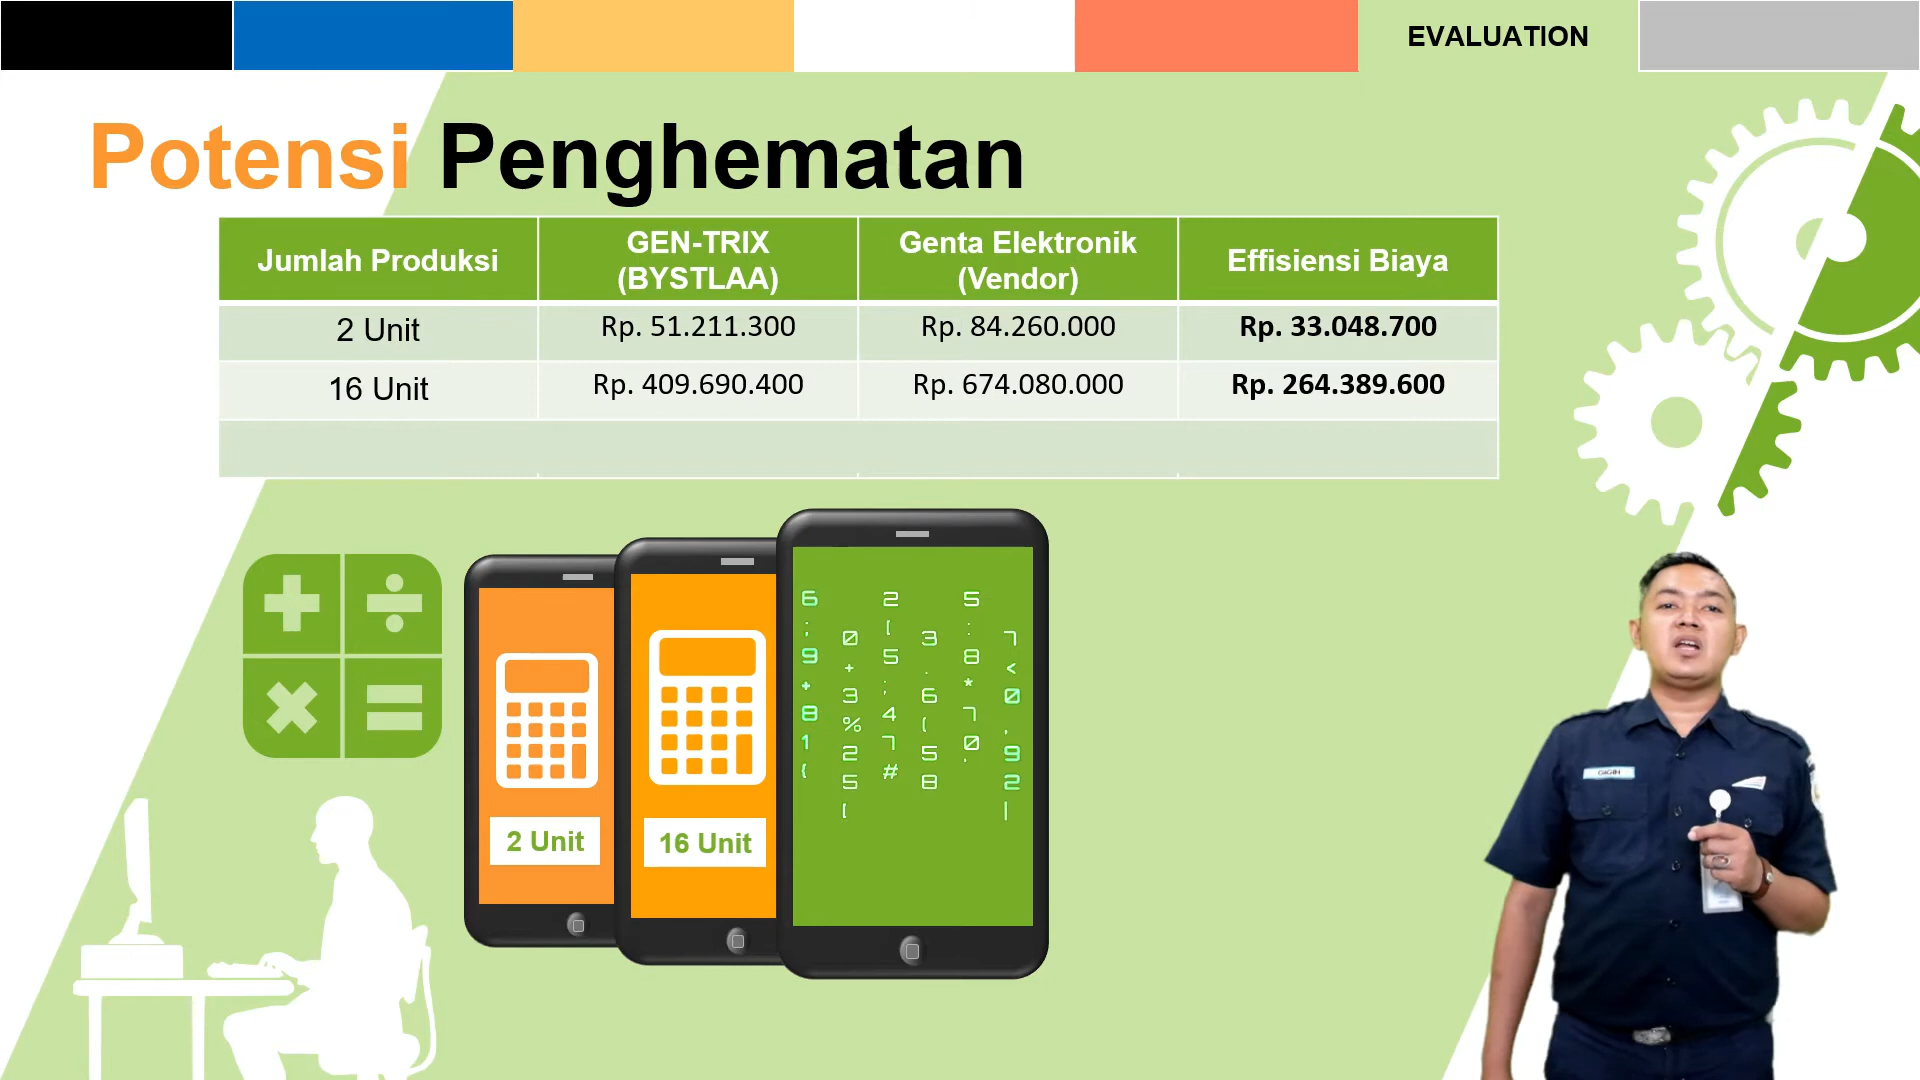 EVALUATION
Potensi Penghematan
Jumlah Produksi
GEN-TRIX
(BYSTLAA)
Genta Elektronik
(Vendor)
Effisiensi Biaya
2 Unit
Rp. 51.211.300
Rp. 84.260.000
Rp. 33.048.700
16 Unit
Rp. 409.690.400
Rp. 674.080.000
Rp. 264.389.600
2 Unit
16 Unit
GIGIH